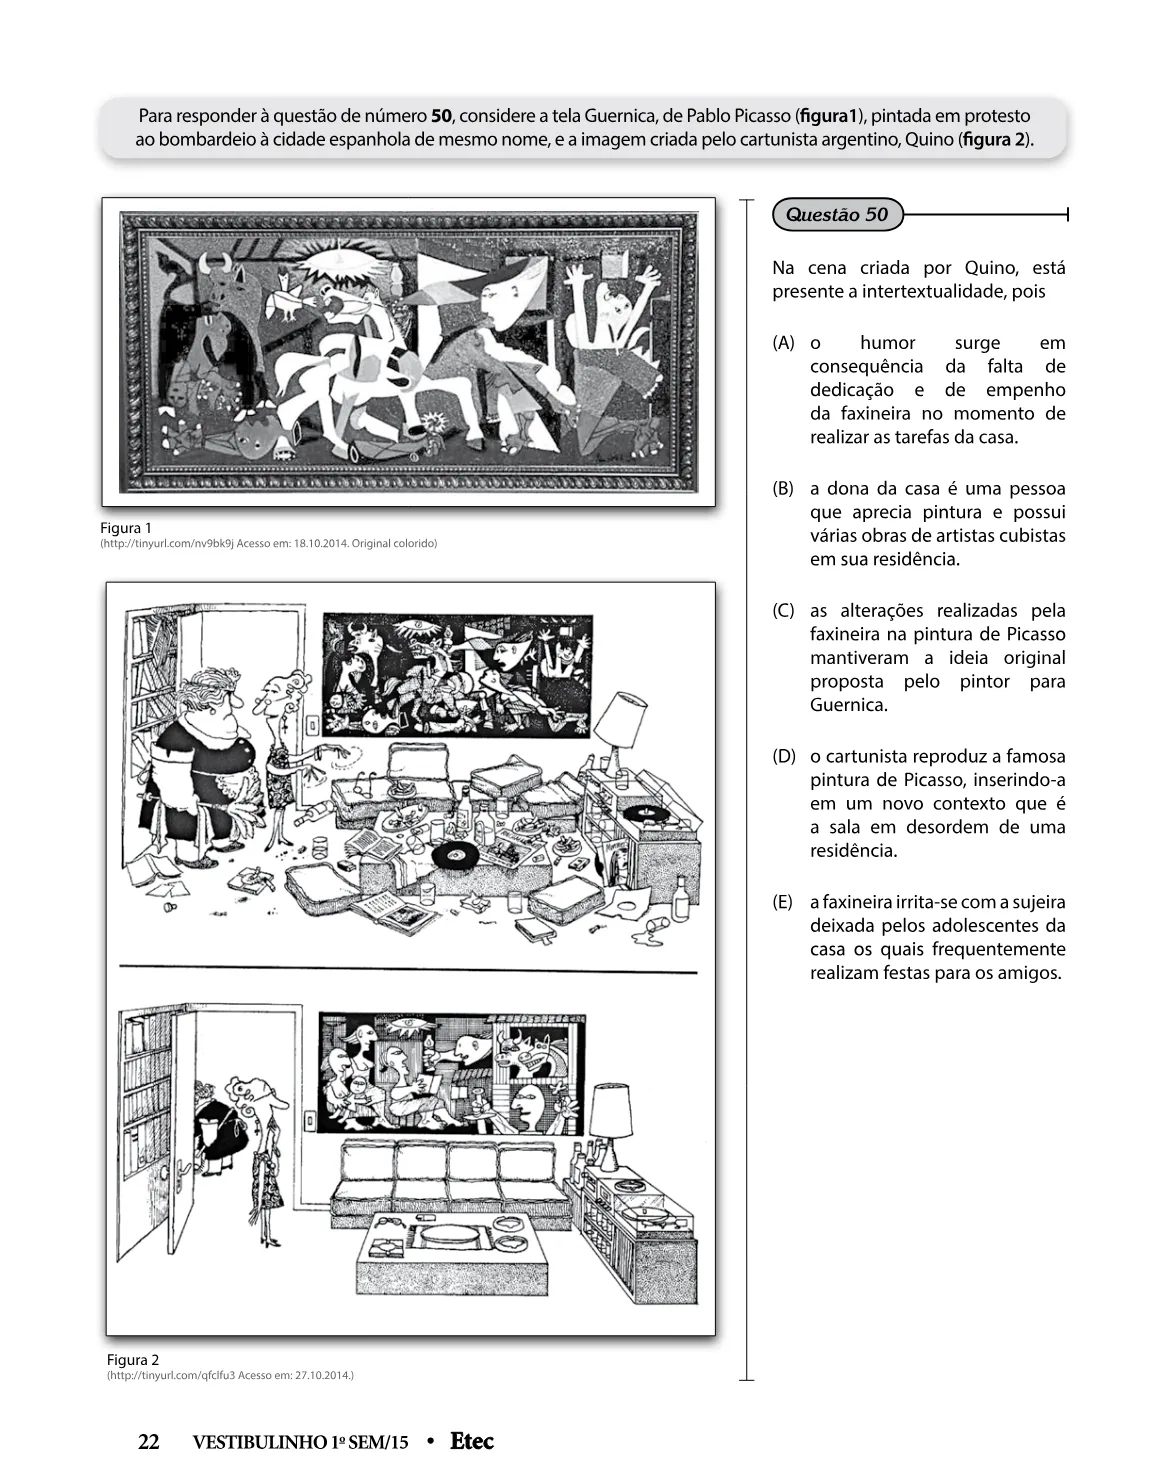 Para responder à questão de número 50, considere a tela Guernica, de Pablo Picasso (figura1), pintada em protesto
ao bombardeio à cidade espanhola de mesmo nome, e a imagem criada pelo cartunista argentino, Quino (figura 2).
Figura 1
(http://tinyurl.com/nv9bk9j Acesso em: 18.10.2014. Original colorido)
Figura 2
(http://tinyurl.com/qfclfu3 Acesso em: 27.10.2014.)
Questão 50
Na cena criada por Quino, está
presente a intertextualidade, pois
(A) o humor surge em
consequência da falta de
dedicação e de empenho
da faxineira no momento de
realizar as tarefas da casa.
(B) a dona da casa é uma pessoa
que aprecia pintura e possui
várias obras de artistas cubistas
em sua residência.
(C) as alterações realizadas pela
faxineira na pintura de Picasso
mantiveram a ideia original
proposta pelo pintor para
Guernica.
(D) o cartunista reproduz a famosa
pintura de Picasso, inserindo-a
em um novo contexto que é
a sala em desordem de uma
residência.
(E) a faxineira irrita-se com a sujeira
deixada pelos adolescentes da
casa os quais frequentemente
realizam festas para os amigos.
22 VESTIBULINHO 1º SEM/15 • Etec